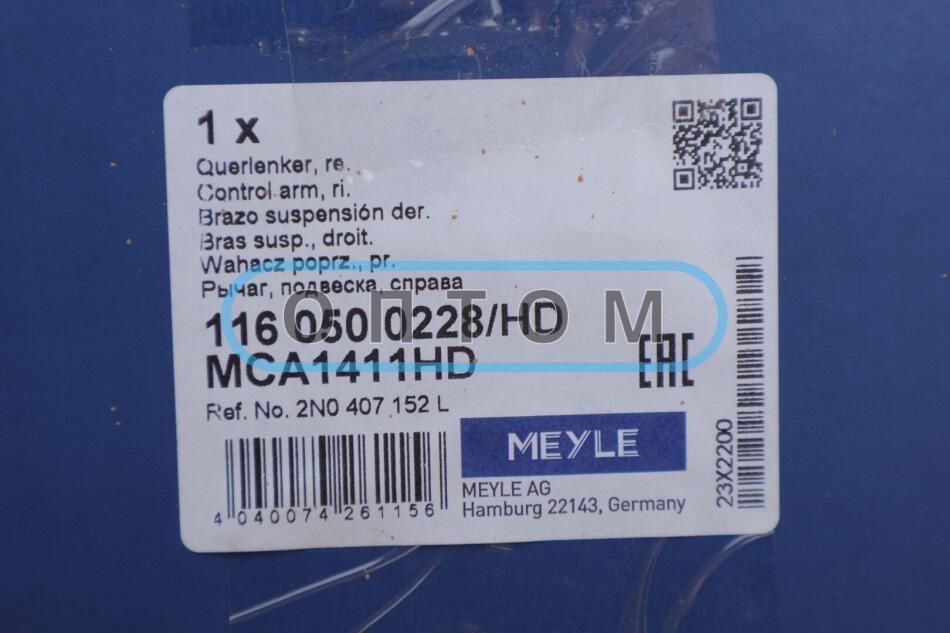 1 x
Querlenker, re.
Control arm, ri.
Brazo suspensión der.
Bras susp., droit.
Wahacz poprz., pr.
Рычаг, подвеска, справа
ОПТОМ
116 050 0228/HD
MCA1411HD
EAC
Ref. No. 2N0 407 152 L
MEYLE
MEYLE AG
Hamburg 22143, Germany
4 040074 261156
23X2200